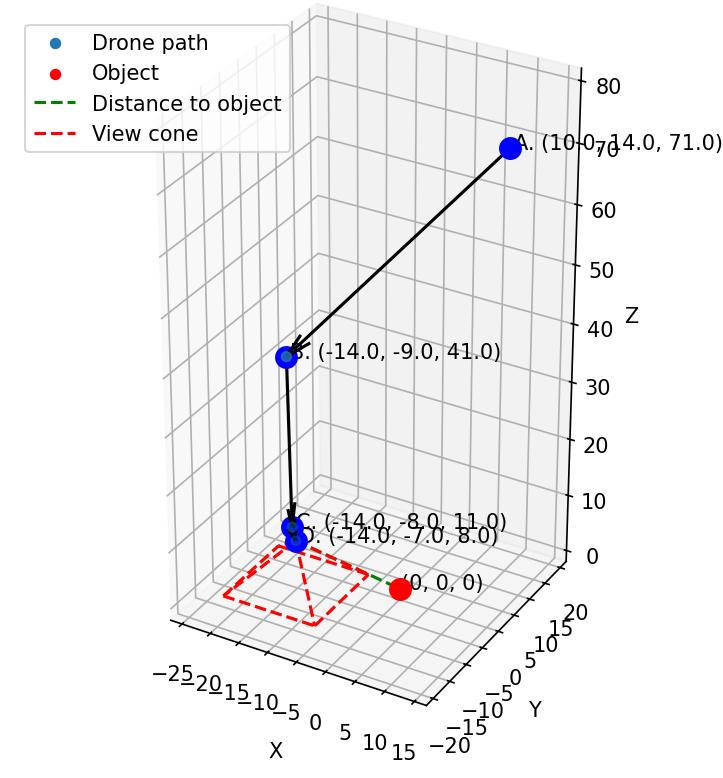 Drone path
Object
Distance to object
View cone
A. (10.0, 14.0, 71.0)
B. (-14.0, -9.0, 41.0)
C. (-14.0, -8.0, 11.0)
D. (-14.0, -7.0, 8.0)
(0, 0, 0)
80
70
60
50
40
30
20
10
0
Z
−25
−20
−15
−10
−5
0
5
10
15
X
−20
−15
−10
−5
0
5
10
15
20
Y